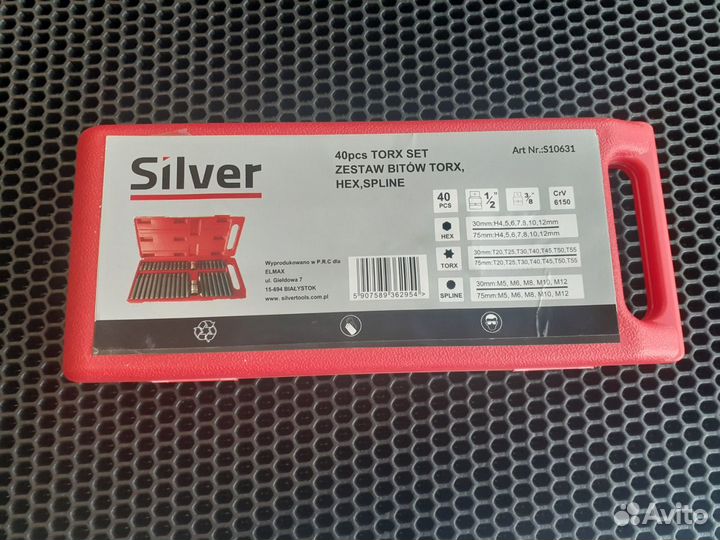 Silver
40pcs TORX SET
ZESTAW BITÓW TORX,
HEX,SPLINE
Art Nr.:S10631
40
PCS
1/2"
3/8"
CrV
6150
HEX
30mm:H4,5,6,7,8,10,12mm
75mm:H4,5,6,7,8,10,12mm
TORX
30mm:T20,T25,T30,T40,T45,T50,T55
75mm:T20,T25,T30,T40,T45,T50,T55
SPLINE
30mm:M5, M6, M8, M10, M12
75mm:M5, M6, M8, M10, M12
Wyprodukowano w P.R.C dla
ELMAX
ul. Giełdowa 7
15-694 BIAŁYSTOK
www.silvertools.com.pl
5907589362954>
Avito